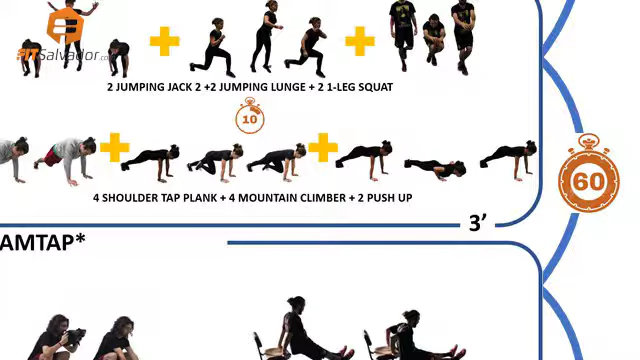 FITSalvador.co
2 JUMPING JACK 2 +2 JUMPING LUNGE + 2 1-LEG SQUAT
10
4 SHOULDER TAP PLANK + 4 MOUNTAIN CLIMBER + 2 PUSH UP
60
3'
AMTAP*